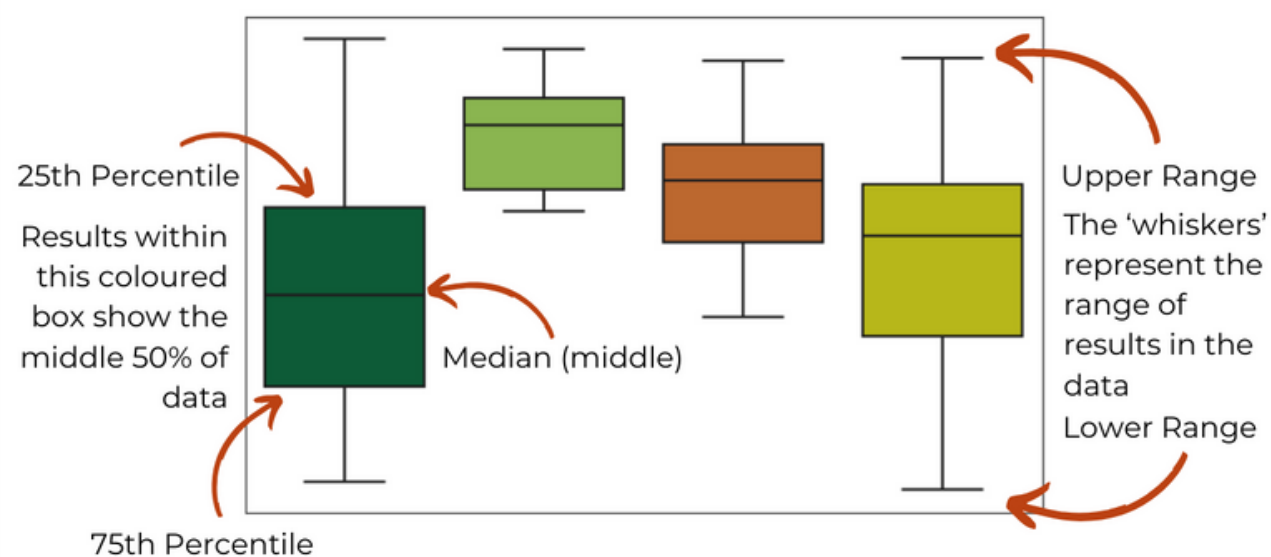 25th Percentile
Results within
this coloured
box show the
middle 50% of
data
75th Percentile
Median (middle)
Upper Range
The ‘whiskers’
represent the
range of
results in the
data
Lower Range